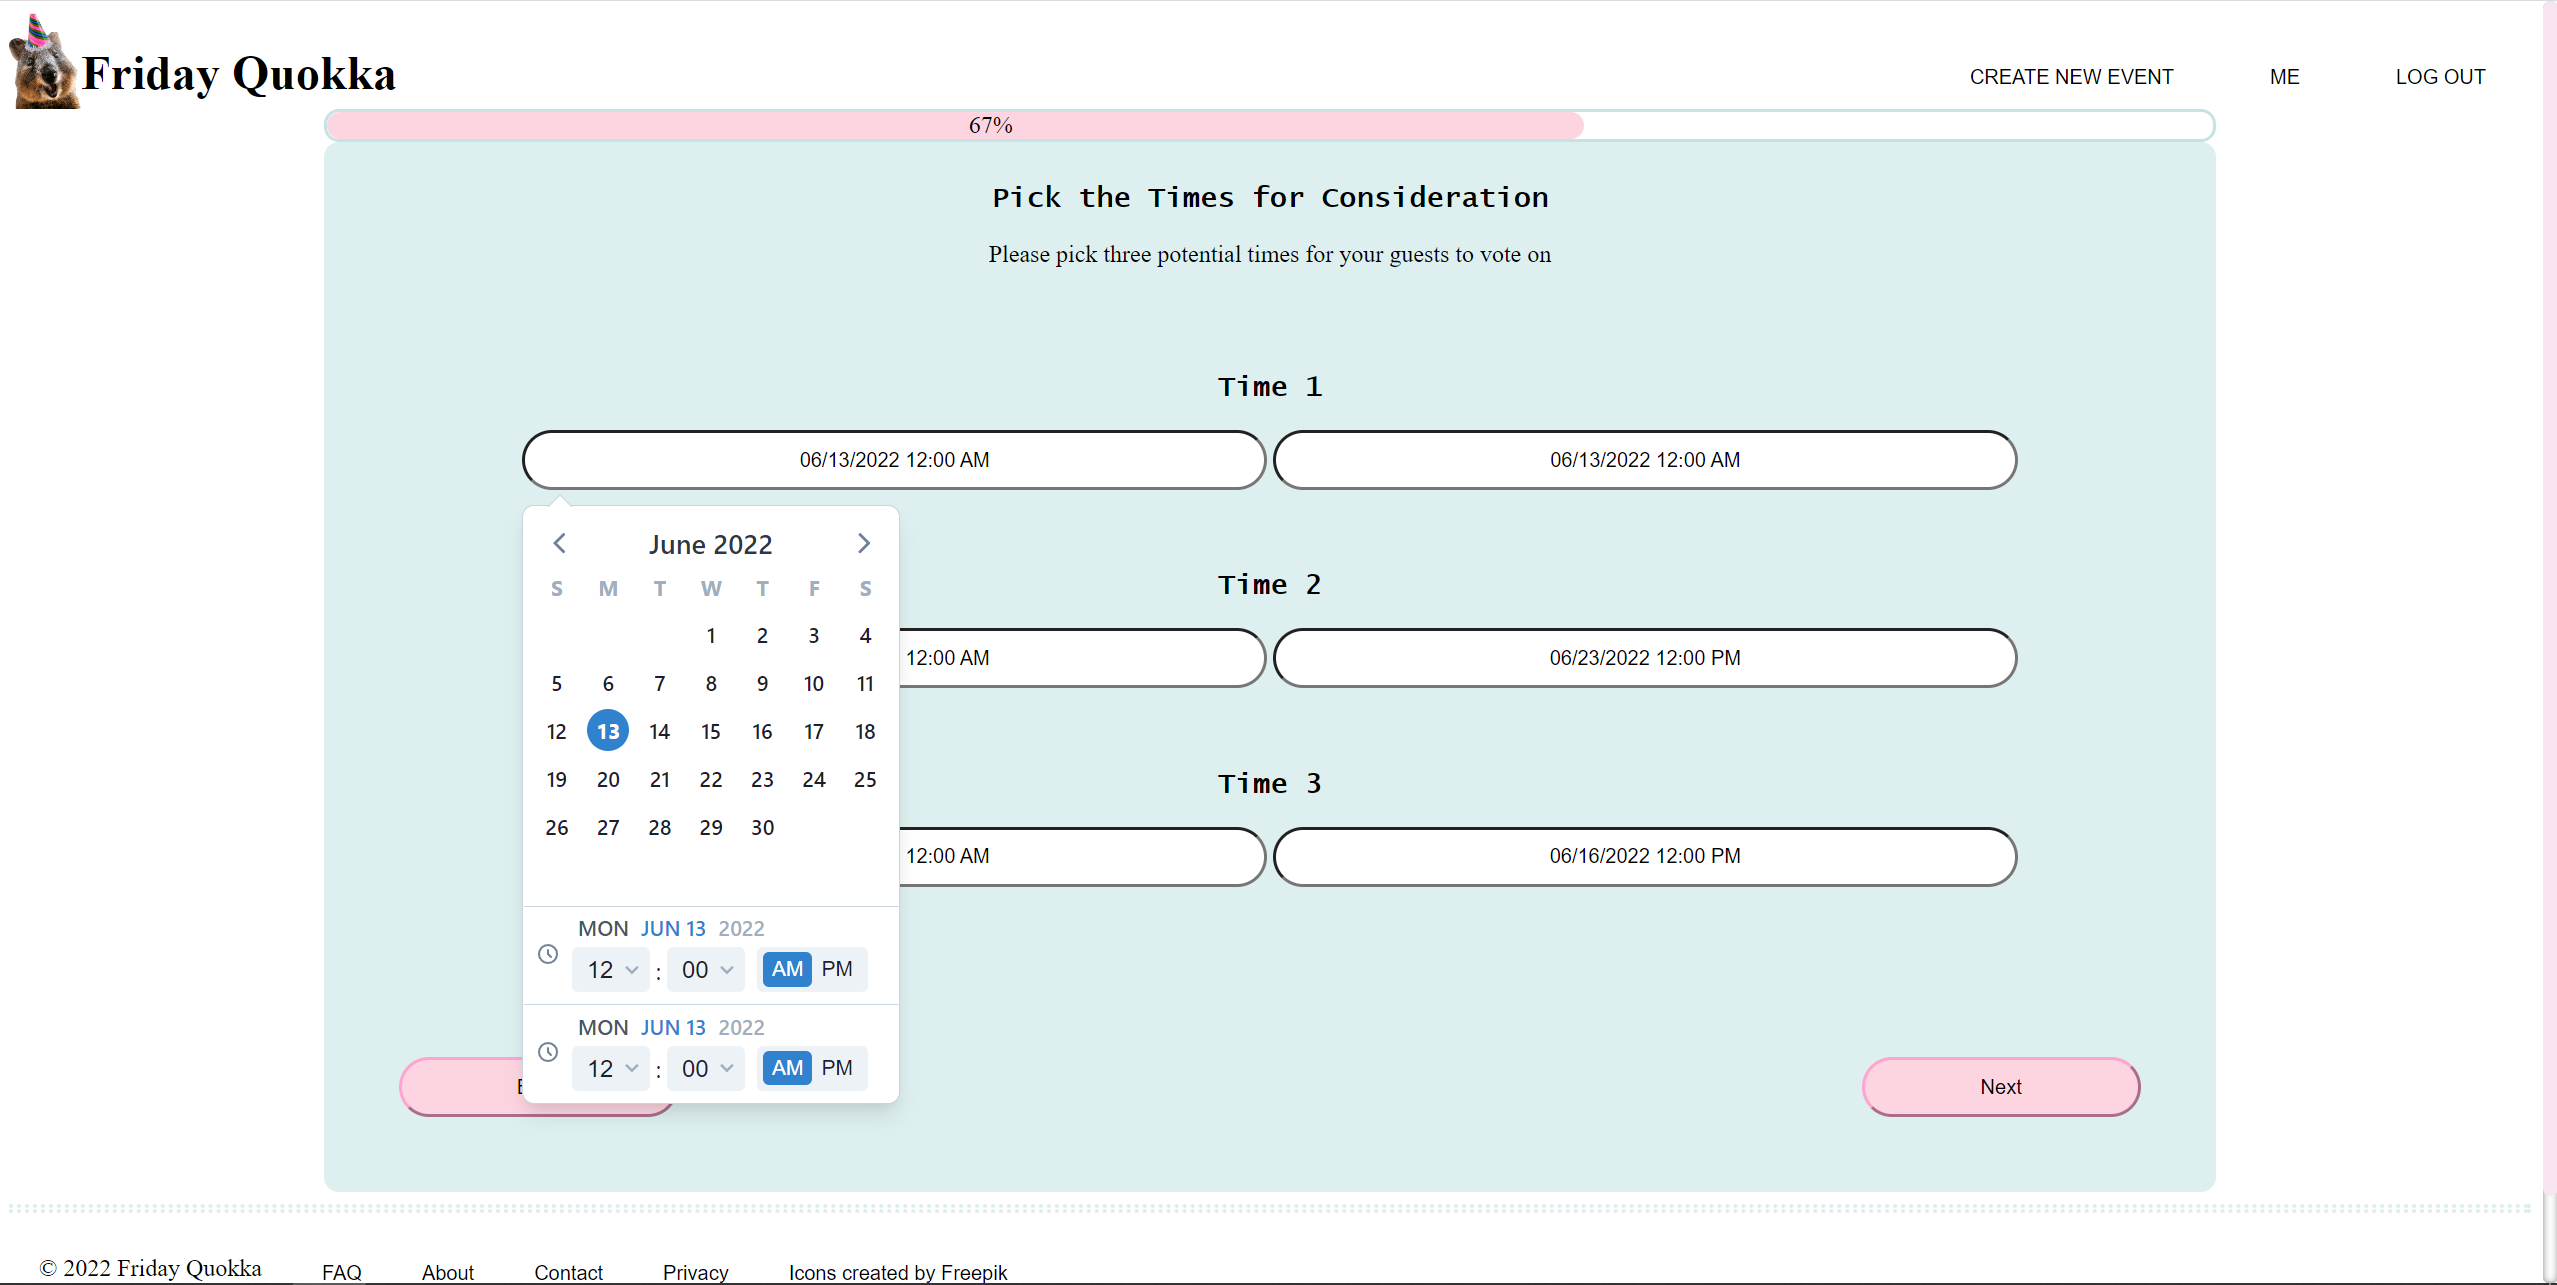 Friday Quokka
CREATE NEW EVENT ME LOG OUT
67%
Pick the Times for Consideration
Please pick three potential times for your guests to vote on
Time 1
06/13/2022 12:00 AM 06/13/2022 12:00 AM
June 2022
S M T W T F S
1 2 3 4
5 6 7 8 9 10 11
12 13 14 15 16 17 18
19 20 21 22 23 24 25
26 27 28 29 30
MON JUN 13 2022
12 : 00 AM PM
MON JUN 13 2022
12 : 00 AM PM
Time 2
12:00 AM 06/23/2022 12:00 PM
Time 3
12:00 AM 06/16/2022 12:00 PM
Next
© 2022 Friday Quokka FAQ About Contact Privacy Icons created by Freepik